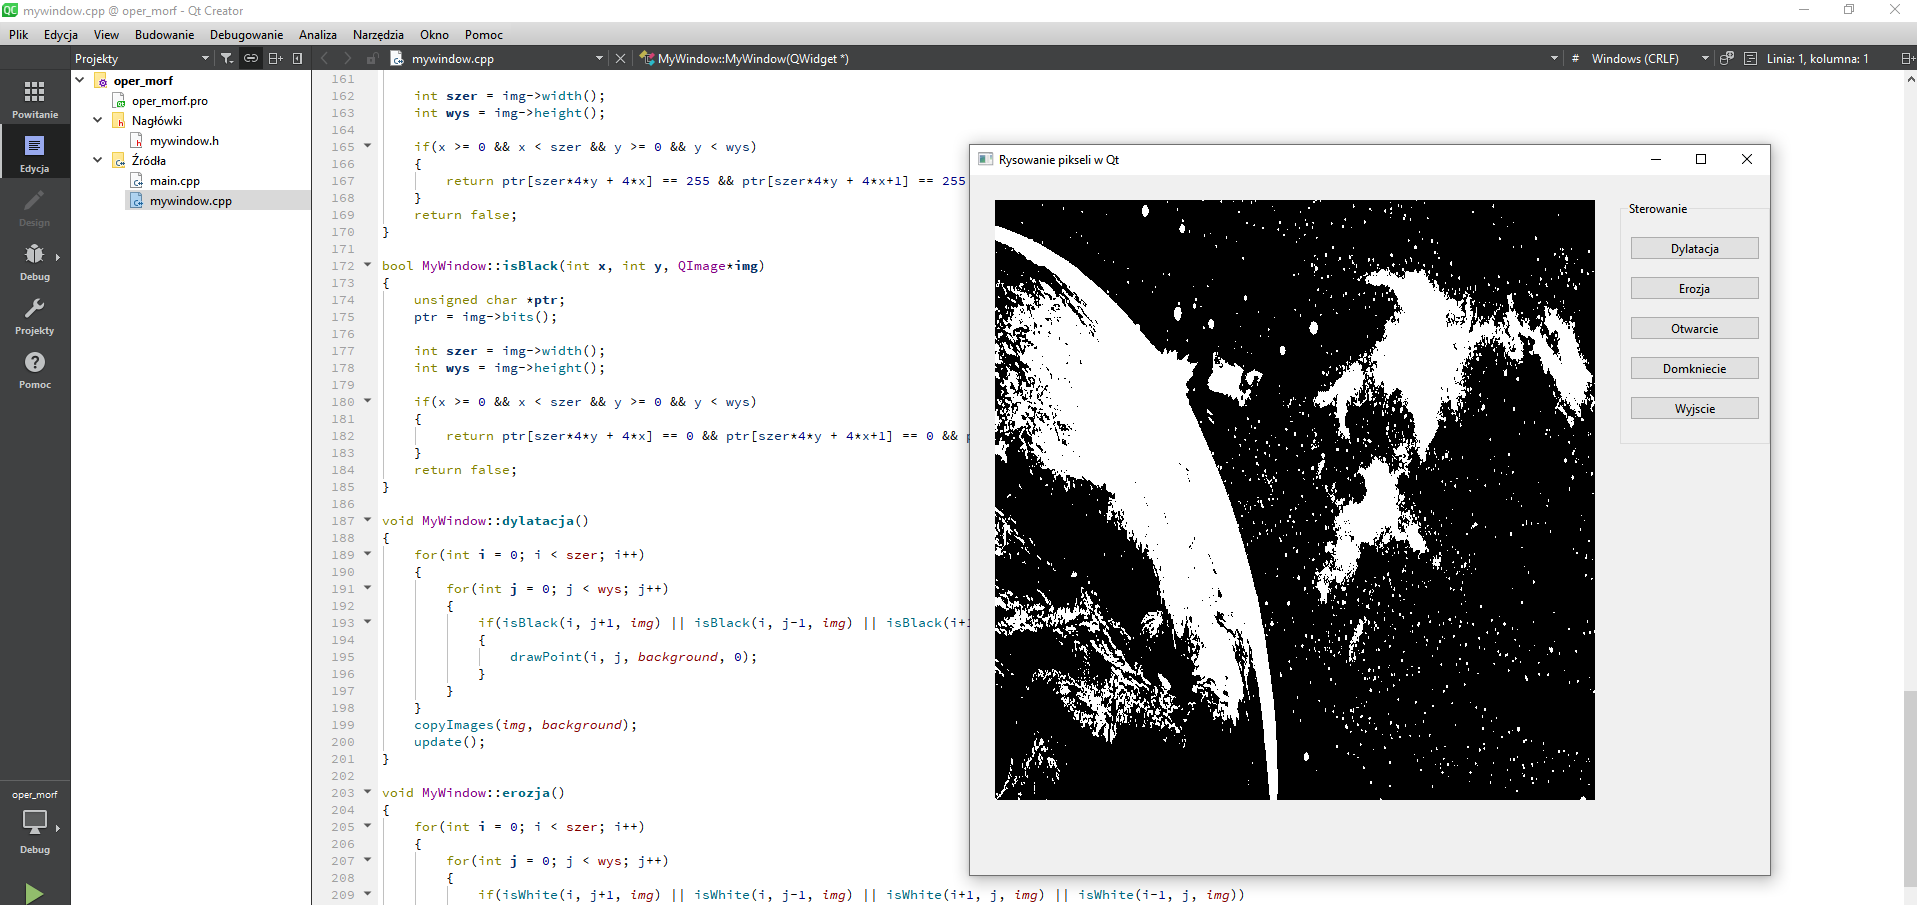 mywindow.cpp @ oper_morf - Qt Creator
Plik Edycja View Budowanie Debugowanie Analiza Narzędzia Okno Pomoc
Projekty mywindow.cpp MyWindow::MyWindow(QWidget *) # Windows (CRLF) Linia: 1, kolumna: 1
Powitanie
Edycja
Design
Debug
Projekty
Pomoc
oper_morf
Debug
oper_morf
oper_morf.pro
Nagłówki
mywindow.h
Źródła
main.cpp
mywindow.cpp
161
162 int szer = img->width();
163 int wys = img->height();
164
165 if(x >= 0 && x < szer && y >= 0 && y < wys)
166 {
167 return ptr[szer*4*y + 4*x] == 255 && ptr[szer*4*y + 4*x+1] == 255
168 }
169 return false;
170 }
171
172 bool MyWindow::isBlack(int x, int y, QImage*img)
173 {
174 unsigned char *ptr;
175 ptr = img->bits();
176
177 int szer = img->width();
178 int wys = img->height();
179
180 if(x >= 0 && x < szer && y >= 0 && y < wys)
181 {
182 return ptr[szer*4*y + 4*x] == 0 && ptr[szer*4*y + 4*x+1] == 0 &&
183 }
184 return false;
185 }
186
187 void MyWindow::dylatacja()
188 {
189 for(int i = 0; i < szer; i++)
190 {
191 for(int j = 0; j < wys; j++)
192 {
193 if(isBlack(i, j+1, img) || isBlack(i, j-1, img) || isBlack(i+1
194 {
195 drawPoint(i, j, background, 0);
196 }
197 }
198 }
199 copyImages(img, background);
200 update();
201 }
202
203 void MyWindow::erozja()
204 {
205 for(int i = 0; i < szer; i++)
206 {
207 for(int j = 0; j < wys; j++)
208 {
209 if(isWhite(i, j+1, img) || isWhite(i, j-1, img) || isWhite(i+1, j, img) || isWhite(i-1, j, img))
Rysowanie pikseli w Qt
Sterowanie
Dylatacja
Erozja
Otwarcie
Domkniecie
Wyjscie